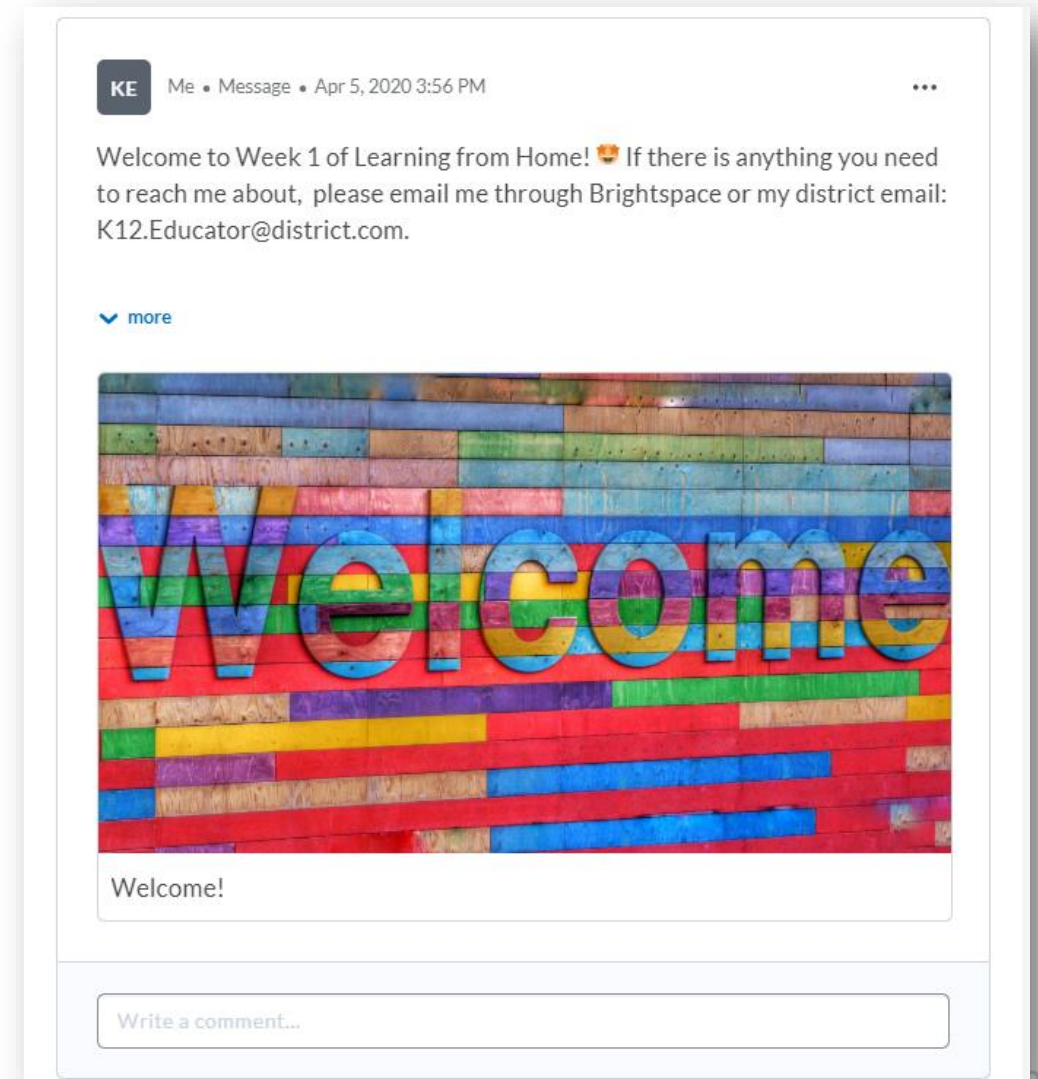 KE Me • Message • Apr 5, 2020 3:56 PM
Welcome to Week 1 of Learning from Home! 🤩 If there is anything you need
to reach me about,  please email me through Brightspace or my district email:
K12.Educator@district.com.
more
Welcome
Welcome!
Write a comment...